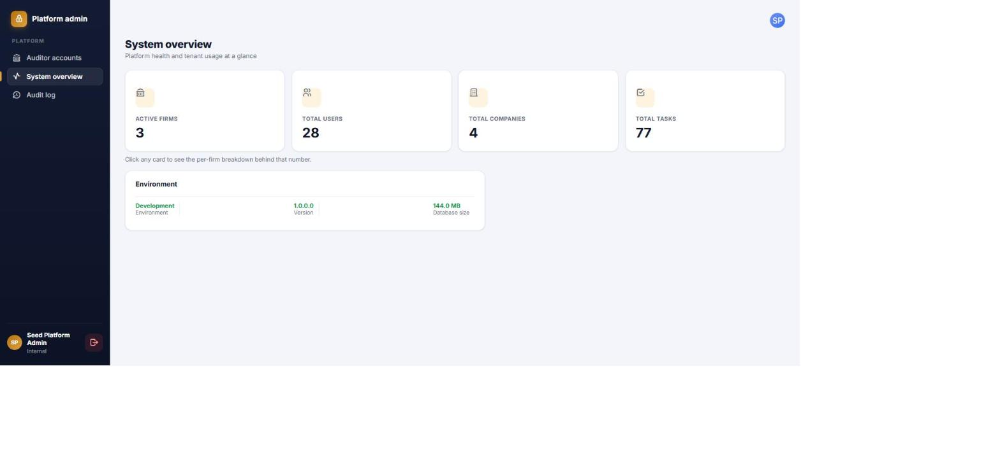 Platform admin
PLATFORM
Auditor accounts
System overview
Audit log
Seed Platform
Admin
Internal
SP
SP
System overview
Platform health and tenant usage at a glance
ACTIVE FIRMS
3
TOTAL USERS
28
TOTAL COMPANIES
4
TOTAL TASKS
77
Click any card to see the per-firm breakdown behind that number.
Environment
Development
Environment
1.0.0.0
Version
144.0 MB
Database size